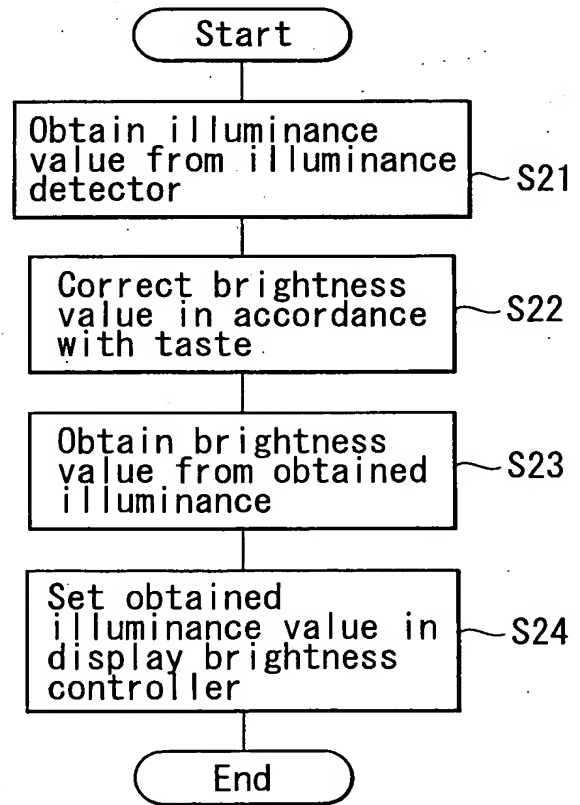 Start
Obtain illuminance
value from illuminance
detector
S21
Correct brightness
value in accordance
with taste
S22
Obtain brightness
value from obtained
illuminance
S23
Set obtained
illuminance value in
display brightness
controller
S24
End